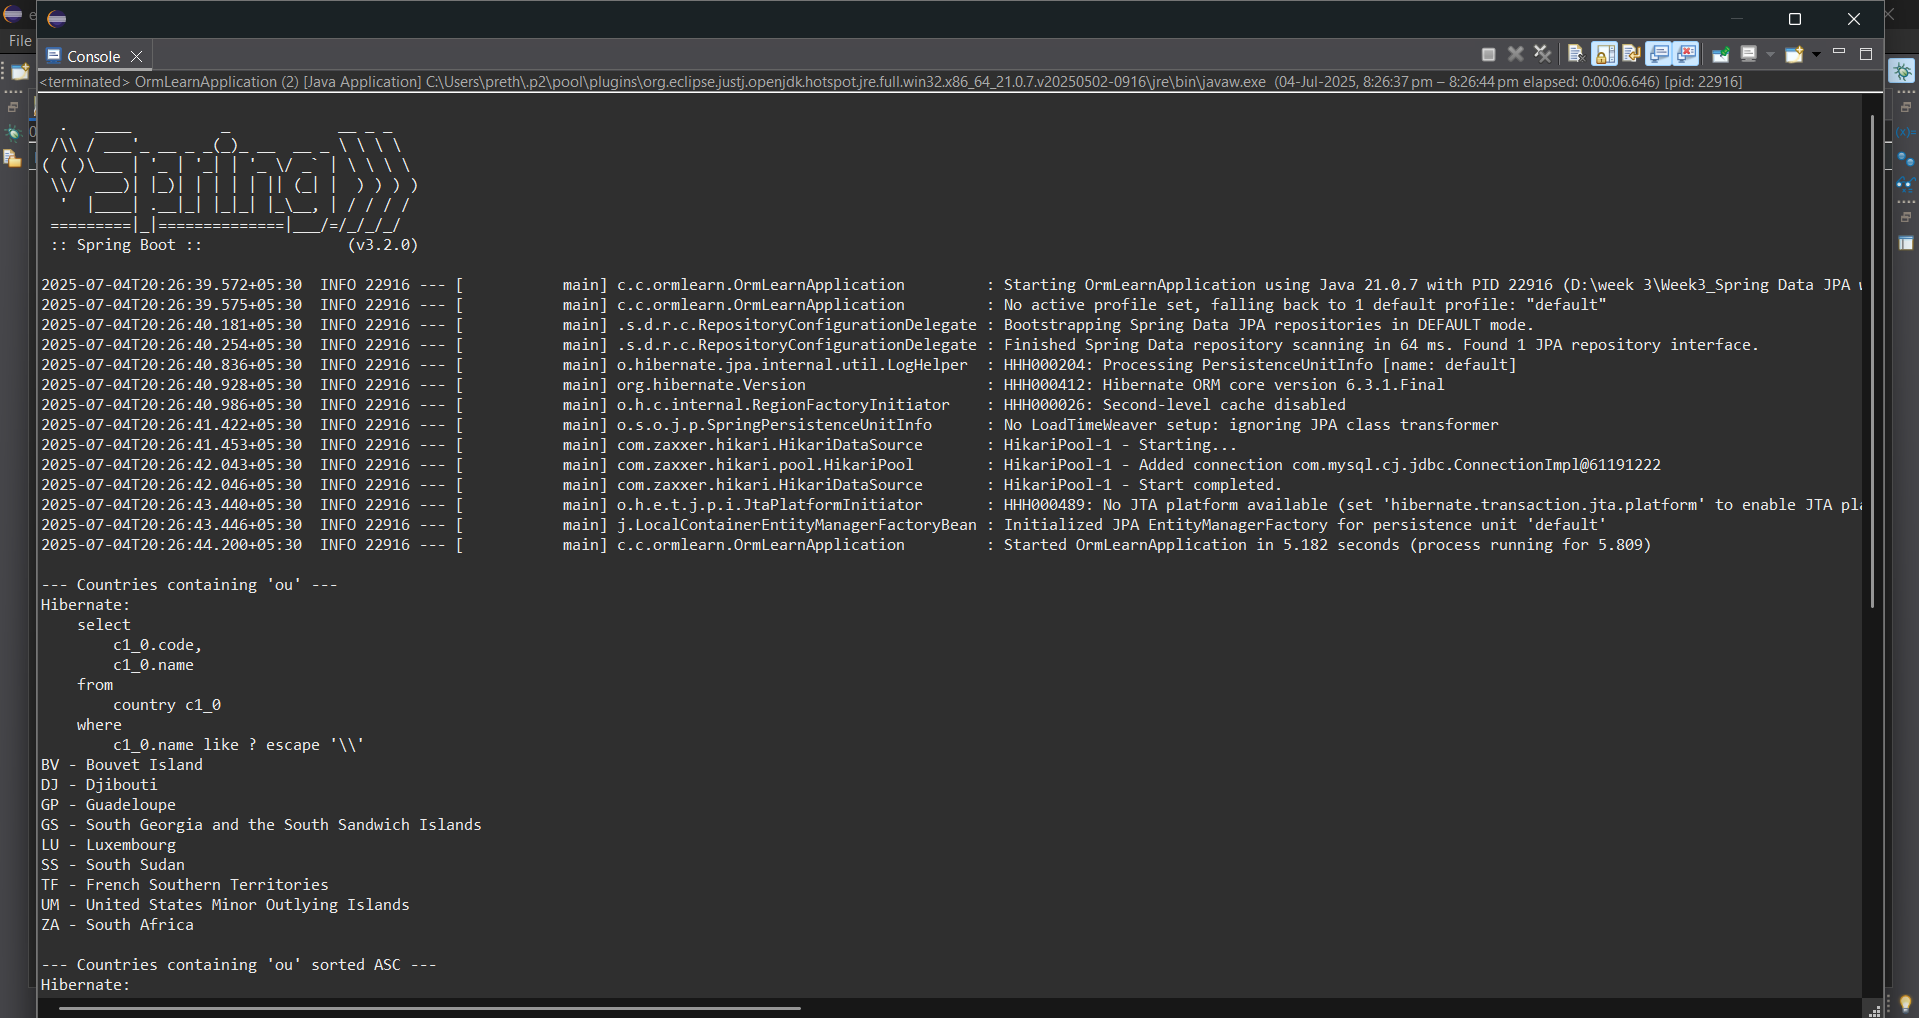 File
Console
<terminated> OrmLearnApplication (2) [Java Application] C:\Users\preth\.p2\pool\plugins\org.eclipse.justj.openjdk.hotspot.jre.full.win32.x86_64_21.0.7.v20250502-0916\jre\bin\javaw.exe (04-Jul-2025, 8:26:37 pm – 8:26:44 pm elapsed: 0:00:06.646) [pid: 22916]
  .   ____          _            __ _ _
 /\\ / ___'_ __ _ _(_)_ __  __ _ \ \ \ \
( ( )\___ | '_ | '_| | '_ \/ _` | \ \ \ \
 \\/  ___)| |_)| | | | | || (_| |  ) ) ) )
  '  |____| .__|_| |_|_| |_\__, | / / / /
 =========|_|==============|___/=/_/_/_/
 :: Spring Boot ::                (v3.2.0)
2025-07-04T20:26:39.572+05:30  INFO 22916 --- [           main] c.c.ormlearn.OrmLearnApplication         : Starting OrmLearnApplication using Java 21.0.7 with PID 22916 (D:\week 3\Week3_Spring Data JPA
2025-07-04T20:26:39.575+05:30  INFO 22916 --- [           main] c.c.ormlearn.OrmLearnApplication         : No active profile set, falling back to 1 default profile: "default"
2025-07-04T20:26:40.181+05:30  INFO 22916 --- [           main] .s.d.r.c.RepositoryConfigurationDelegate : Bootstrapping Spring Data JPA repositories in DEFAULT mode.
2025-07-04T20:26:40.254+05:30  INFO 22916 --- [           main] .s.d.r.c.RepositoryConfigurationDelegate : Finished Spring Data repository scanning in 64 ms. Found 1 JPA repository interface.
2025-07-04T20:26:40.836+05:30  INFO 22916 --- [           main] o.hibernate.jpa.internal.util.LogHelper  : HHH000204: Processing PersistenceUnitInfo [name: default]
2025-07-04T20:26:40.928+05:30  INFO 22916 --- [           main] org.hibernate.Version                    : HHH000412: Hibernate ORM core version 6.3.1.Final
2025-07-04T20:26:40.986+05:30  INFO 22916 --- [           main] o.h.c.internal.RegionFactoryInitiator    : HHH000026: Second-level cache disabled
2025-07-04T20:26:41.422+05:30  INFO 22916 --- [           main] o.s.o.j.p.SpringPersistenceUnitInfo      : No LoadTimeWeaver setup: ignoring JPA class transformer
2025-07-04T20:26:41.453+05:30  INFO 22916 --- [           main] com.zaxxer.hikari.HikariDataSource       : HikariPool-1 - Starting...
2025-07-04T20:26:42.043+05:30  INFO 22916 --- [           main] com.zaxxer.hikari.pool.HikariPool        : HikariPool-1 - Added connection com.mysql.cj.jdbc.ConnectionImpl@61191222
2025-07-04T20:26:42.046+05:30  INFO 22916 --- [           main] com.zaxxer.hikari.HikariDataSource       : HikariPool-1 - Start completed.
2025-07-04T20:26:43.440+05:30  INFO 22916 --- [           main] o.h.e.t.j.p.i.JtaPlatformInitiator       : HHH000489: No JTA platform available (set 'hibernate.transaction.jta.platform' to enable JTA pla
2025-07-04T20:26:43.446+05:30  INFO 22916 --- [           main] j.LocalContainerEntityManagerFactoryBean : Initialized JPA EntityManagerFactory for persistence unit 'default'
2025-07-04T20:26:44.200+05:30  INFO 22916 --- [           main] c.c.ormlearn.OrmLearnApplication         : Started OrmLearnApplication in 5.182 seconds (process running for 5.809)
--- Countries containing 'ou' ---
Hibernate:
    select
        c1_0.code,
        c1_0.name
    from
        country c1_0
    where
        c1_0.name like ? escape '\\'
BV - Bouvet Island
DJ - Djibouti
GP - Guadeloupe
GS - South Georgia and the South Sandwich Islands
LU - Luxembourg
SS - South Sudan
TF - French Southern Territories
UM - United States Minor Outlying Islands
ZA - South Africa
--- Countries containing 'ou' sorted ASC ---
Hibernate: